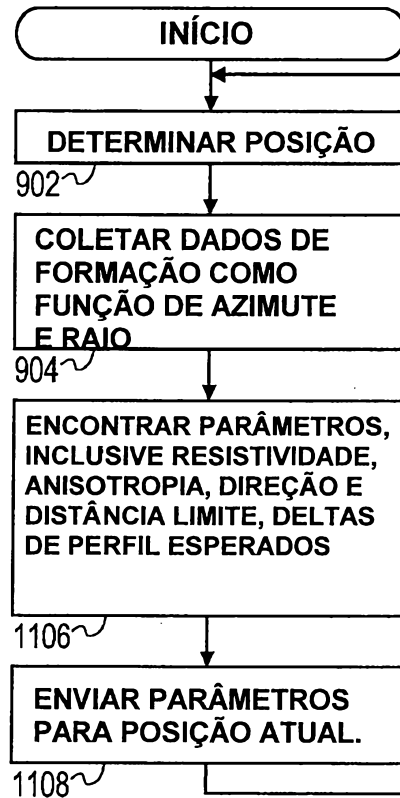 INÍCIO
DETERMINAR POSIÇÃO
902
COLETAR DADOS DE
FORMAÇÃO COMO
FUNÇÃO DE AZIMUTE
E RAIO
904
ENCONTRAR PARÂMETROS,
INCLUSIVE RESISTIVIDADE,
ANISOTROPIA, DIREÇÃO E
DISTÂNCIA LIMITE, DELTAS
DE PERFIL ESPERADOS
1106
ENVIAR PARÂMETROS
PARA POSIÇÃO ATUAL.
1108